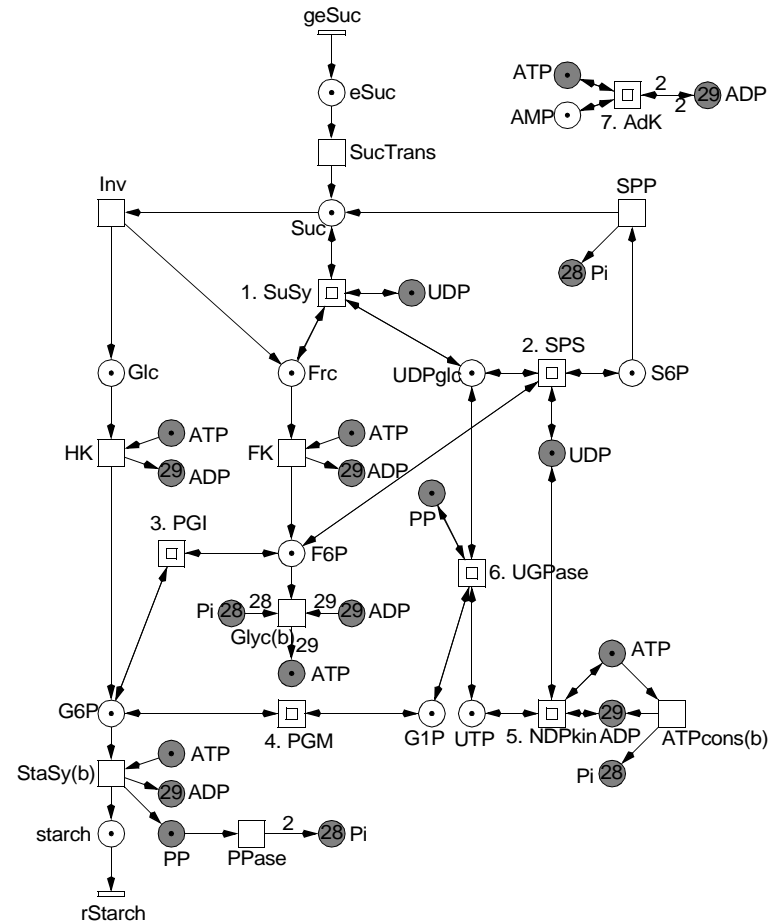 geSuc
eSuc
ATP
29 ADP
2
2
AMP
7. AdK
SucTrans
Inv
SPP
Suc
28 Pi
1. SuSy
UDP
2. SPS
Glc
Frc
UDPglc
S6P
ATP
ATP
HK
FK
UDP
29 ADP
29 ADP
PP
3. PGI
F6P
6. UGPase
Pi 28
28
29
29 ADP
Glyc(b)
29
ATP
ATP
G6P
29
4. PGM
G1P
UTP
5. NDPkin
ADP
ATPcons(b)
ATP
StaSy(b)
Pi 28
29 ADP
starch
2
28 Pi
PP
PPase
rStarch